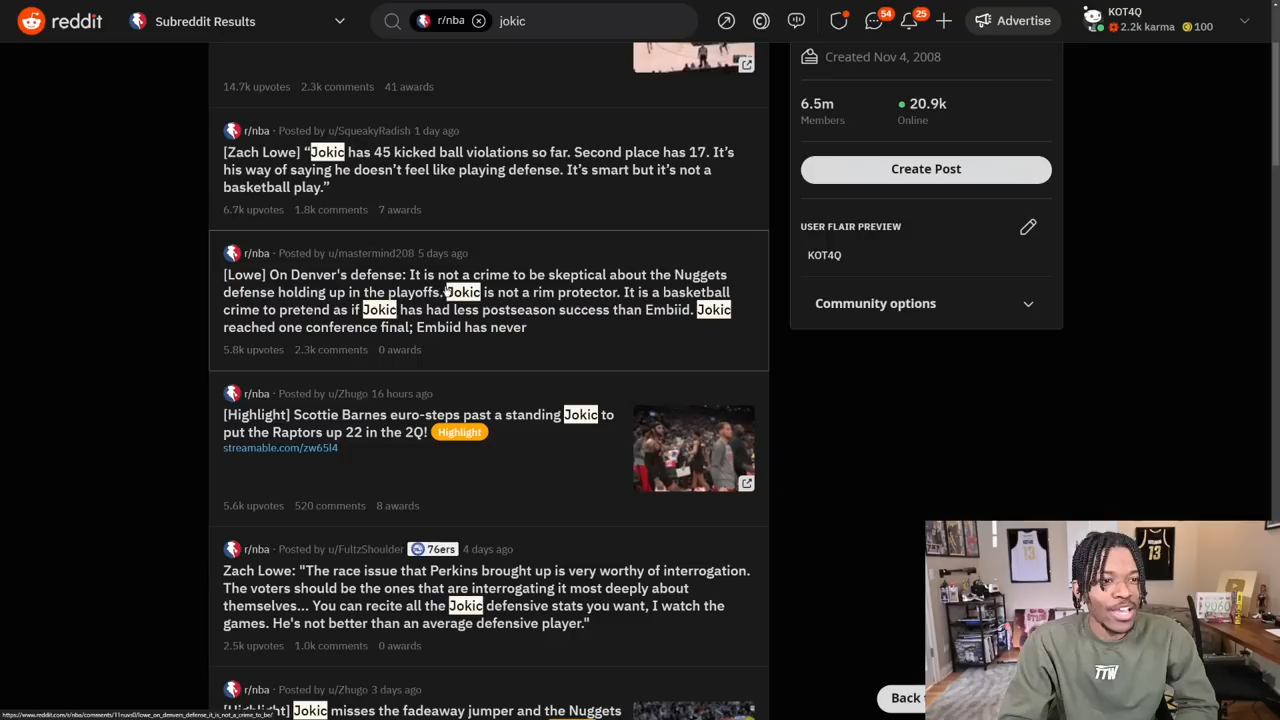 reddit
Subreddit Results
r/nba
jokic
54
25
Advertise
KOT4Q
2.2k karma
100
14.7k upvotes 2.3k comments 41 awards
r/nba · Posted by u/SqueakyRadish 1 day ago
[Zach Lowe] “Jokic has 45 kicked ball violations so far. Second place has 17. It’s
his way of saying he doesn’t feel like playing defense. It’s smart but it’s not a
basketball play.”
6.7k upvotes 1.8k comments 7 awards
r/nba · Posted by u/mastermind208 5 days ago
[Lowe] On Denver's defense: It is not a crime to be skeptical about the Nuggets
defense holding up in the playoffs. Jokic is not a rim protector. It is a basketball
crime to pretend as if Jokic has had less postseason success than Embiid. Jokic
reached one conference final; Embiid has never
5.8k upvotes 2.3k comments 0 awards
r/nba · Posted by u/Zhugo 16 hours ago
[Highlight] Scottie Barnes euro-steps past a standing Jokic to
put the Raptors up 22 in the 2Q! Highlight
streamable.com/zw65l4
5.6k upvotes 520 comments 8 awards
r/nba · Posted by u/FultzShoulder 76ers 4 days ago
Zach Lowe: "The race issue that Perkins brought up is very worthy of interrogation.
The voters should be the ones that are interrogating it most deeply about
themselves... You can recite all the Jokic defensive stats you want, I watch the
games. He's not better than an average defensive player."
2.5k upvotes 1.0k comments 0 awards
r/nba · Posted by u/Zhugo 3 days ago
[Highlight] Jokic misses the fadeaway jumper and the Nuggets
Created Nov 4, 2008
6.5m
Members
20.9k
Online
Create Post
USER FLAIR PREVIEW
KOT4Q
Community options
Back
13
13
TTW